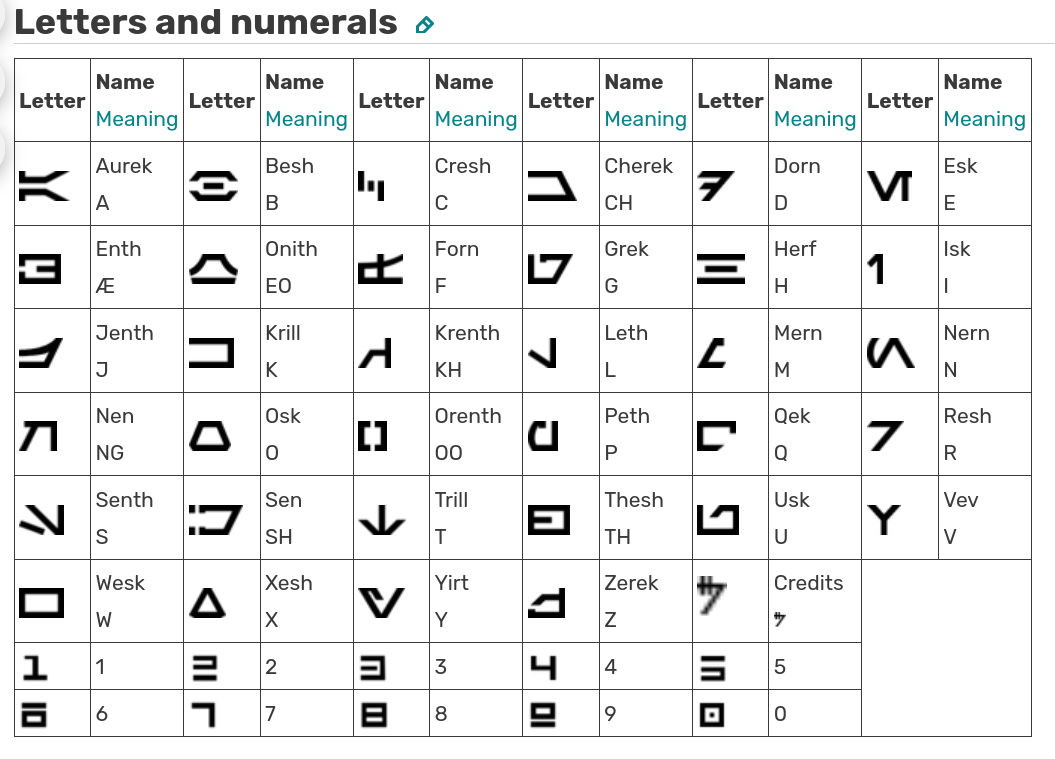 Letters and numerals
Letter Name Meaning Letter Name Meaning Letter Name Meaning Letter Name Meaning Letter Name Meaning Letter Name Meaning
Aurek Besh Cresh Cherek Dorn Esk
A B C CH D E
Enth Onith Forn Grek Herf Isk
Æ EO F G H I
Jenth Krill Krenth Leth Mern Nern
J K KH L M N
Nen Osk Orenth Peth Qek Resh
NG O OO P Q R
Senth Sen Trill Thesh Usk Vev
S SH T TH U V
Wesk Xesh Yirt Zerek Credits
W X Y Z
1 2 3 4 5
6 7 8 9 0